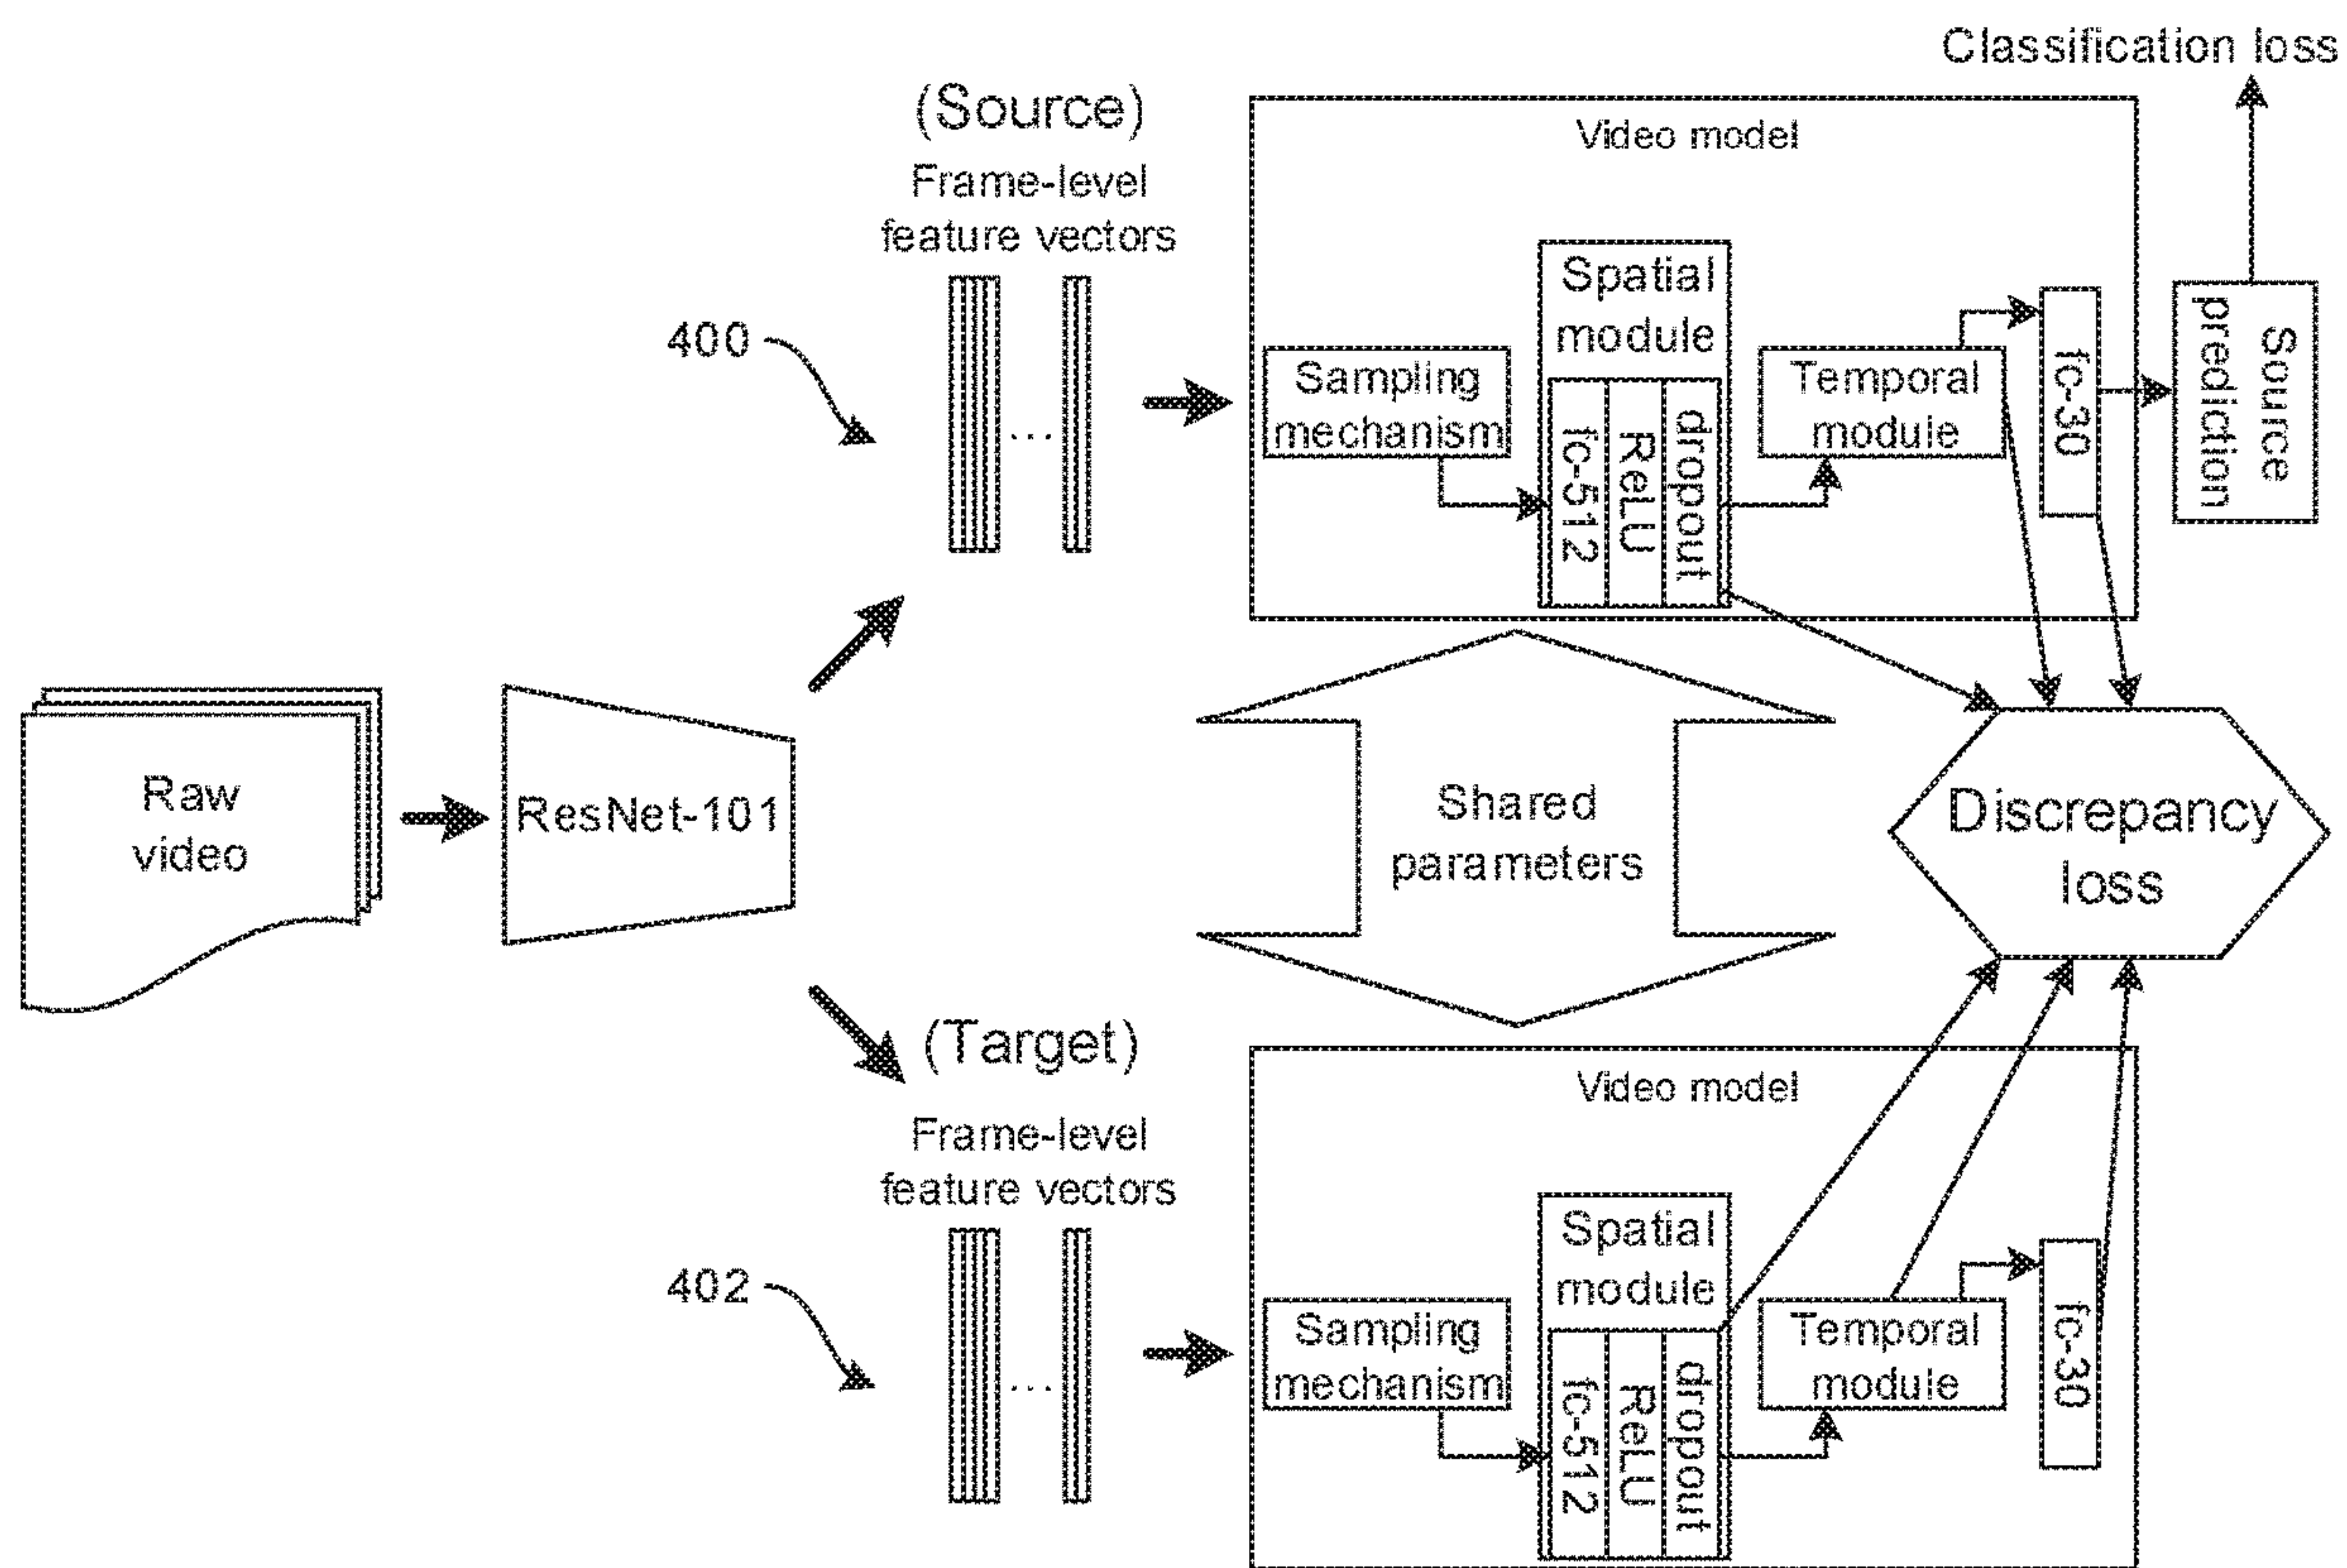 Classification loss
(Source)
Frame-level
feature vectors
400
...
Video model
Sampling
mechanism
Spatial
module
fc-512
ReLU
dropout
Temporal
module
fc-30
Source
prediction
Raw
video
ResNet-101
Shared
parameters
Discrepancy
loss
(Target)
Frame-level
feature vectors
402
...
Video model
Sampling
mechanism
Spatial
module
fc-512
ReLU
dropout
Temporal
module
fc-30